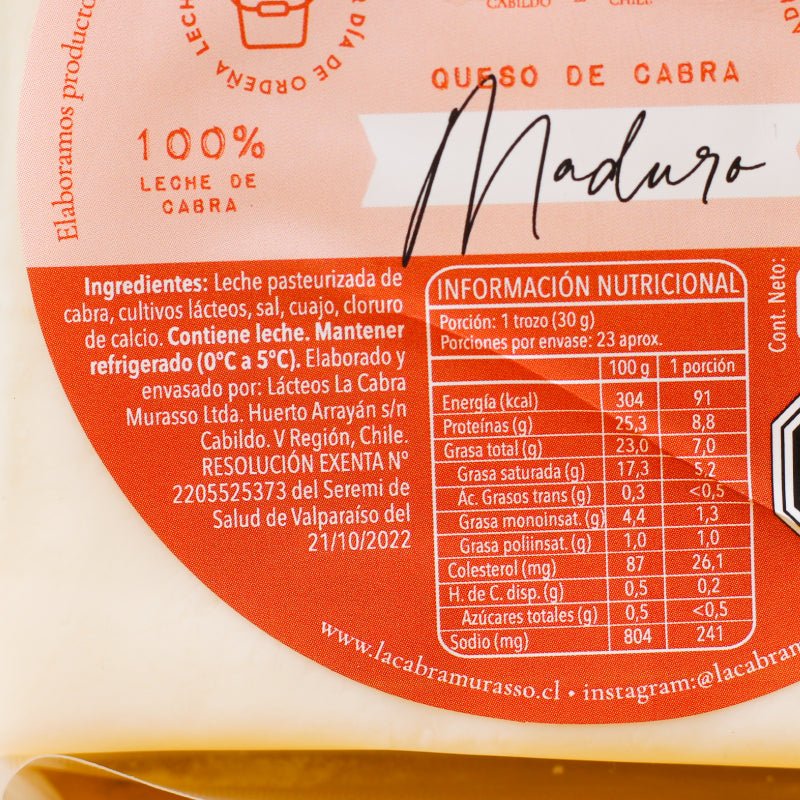 CABILDO CHILE.
DÍA DE ORDEÑA LECH
Elaboramos producto
QUESO DE CABRA
Maduro
100%
LECHE DE
CABRA
Ingredientes: Leche pasteurizada de
cabra, cultivos lácteos, sal, cuajo, cloruro
de calcio. Contiene leche. Mantener
refrigerado (0°C a 5°C). Elaborado y
envasado por: Lácteos La Cabra
Murasso Ltda. Huerto Arrayán s/n
Cabildo. V Región, Chile.
RESOLUCIÓN EXENTA N°
2205525373 del Seremi de
Salud de Valparaíso del
21/10/2022
INFORMACIÓN NUTRICIONAL
Porción: 1 trozo (30 g)
Porciones por envase: 23 aprox.
100 g 1 porción
Energía (kcal) 304 91
Proteínas (g) 25,3 8,8
Grasa total (g) 23,0 7,0
Grasa saturada (g) 17,3 5,2
Ác. Grasos trans (g) 0,3 <0,5
Grasa monoinsat. (g) 4,4 1,3
Grasa poliinsat. (g) 1,0 1,0
Colesterol (mg) 87 26,1
H. de C. disp. (g) 0,5 0,2
Azúcares totales (g) 0,5 <0,5
Sodio (mg) 804 241
Cont. Neto:
www.lacabramurasso.cl • instagram:@lacabram